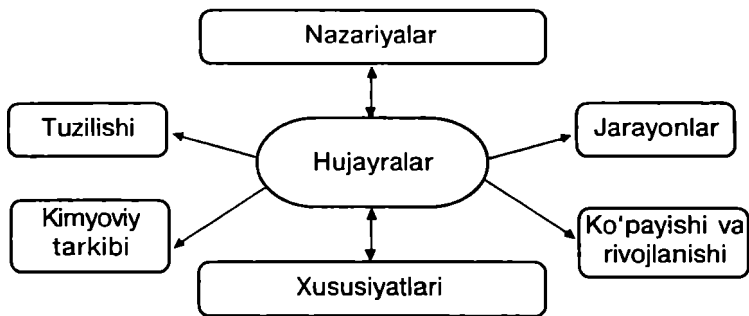 Nazariyalar
Tuzilishi
Hujayralar
Jarayonlar
Kimyoviy
tarkibi
Ko‘payishi va
rivojlanishi
Xususiyatlari